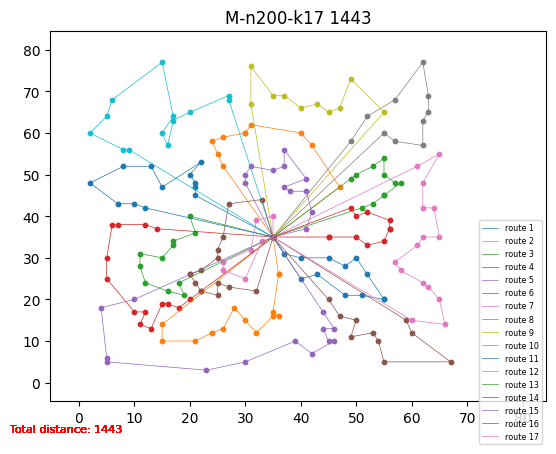 M-n200-k17 1443
80
70
60
50
40
30
20
10
0
route 1
route 2
route 3
route 4
route 5
route 6
route 7
route 8
route 9
route 10
route 11
route 12
route 13
route 14
route 15
route 16
route 17
0 10 20 30 40 50 60 70 80
Total distance: 1443